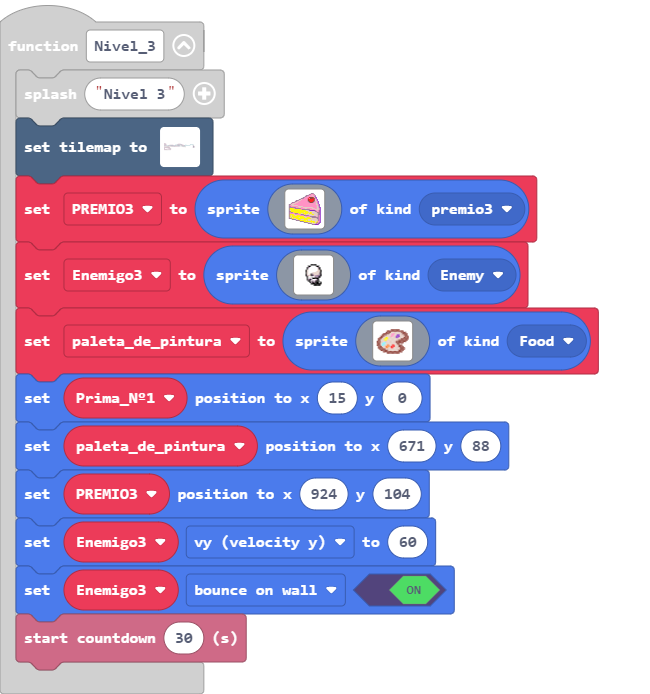 function Nivel_3
splash "Nivel 3"
set tilemap to
set PREMIO3 to sprite of kind premio3
set Enemigo3 to sprite of kind Enemy
set paleta_de_pintura to sprite of kind Food
set Prima_Nº1 position to x 15 y 0
set paleta_de_pintura position to x 671 y 88
set PREMIO3 position to x 924 y 104
set Enemigo3 vy (velocity y) to 60
set Enemigo3 bounce on wall ON
start countdown 30 (s)